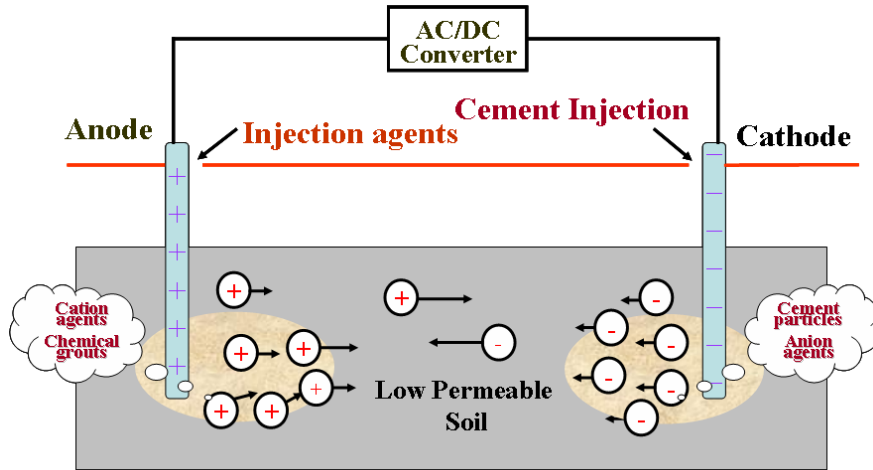 AC/DC
Converter
Cement Injection
Anode
Injection agents
Cathode
Cation
agents
Chemical
grouts
Cement
particles
Anion
agents
Low Permeable
Soil